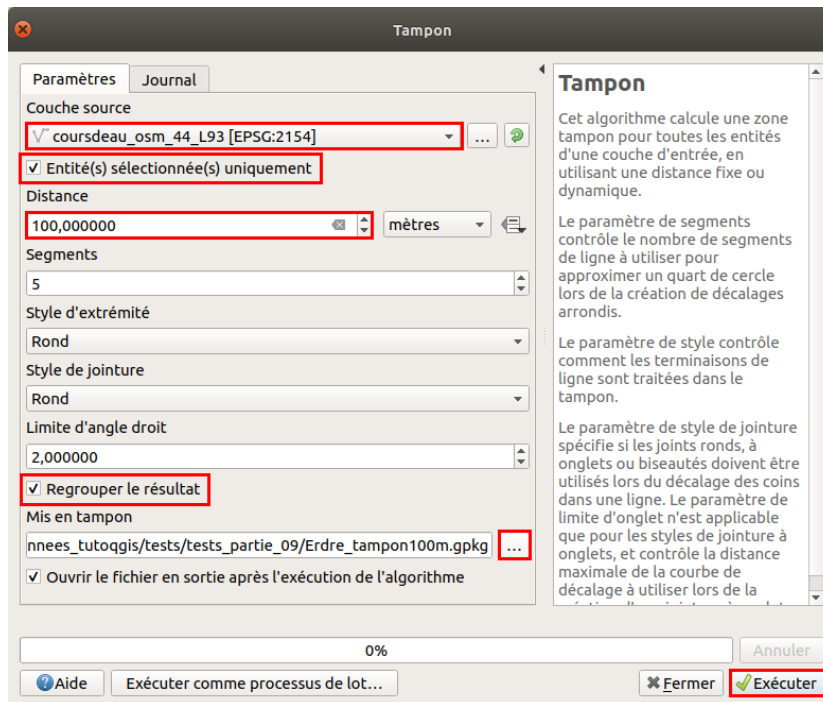 Tampon
Paramètres
Journal
Couche source
coursdeau_osm_44_L93 [EPSG:2154]
...
Entité(s) sélectionnée(s) uniquement
Distance
100,000000
mètres
Segments
5
Style d'extrémité
Rond
Style de jointure
Rond
Limite d'angle droit
2,000000
Regrouper le résultat
Mis en tampon
nnees_tutoqgis/tests/tests_partie_09/Erdre_tampon100m.gpkg
...
Ouvrir le fichier en sortie après l'exécution de l'algorithme
Tampon
Cet algorithme calcule une zone
tampon pour toutes les entités
d'une couche d'entrée, en
utilisant une distance fixe ou
dynamique.
Le paramètre de segments
contrôle le nombre de segments
de ligne à utiliser pour
approximer un quart de cercle
lors de la création de décalages
arrondis.
Le paramètre de style contrôle
comment les terminaisons de
ligne sont traitées dans le
tampon.
Le paramètre de style de jointure
spécifie si les joints ronds, à
onglets ou biseautés doivent être
utilisés lors du décalage des coins
dans une ligne. Le paramètre de
limite d'onglet n'est applicable
que pour les styles de jointure à
onglets, et contrôle la distance
maximale de la courbe de
décalage à utiliser lors de la
0%
Annuler
Aide
Exécuter comme processus de lot...
Fermer
Exécuter